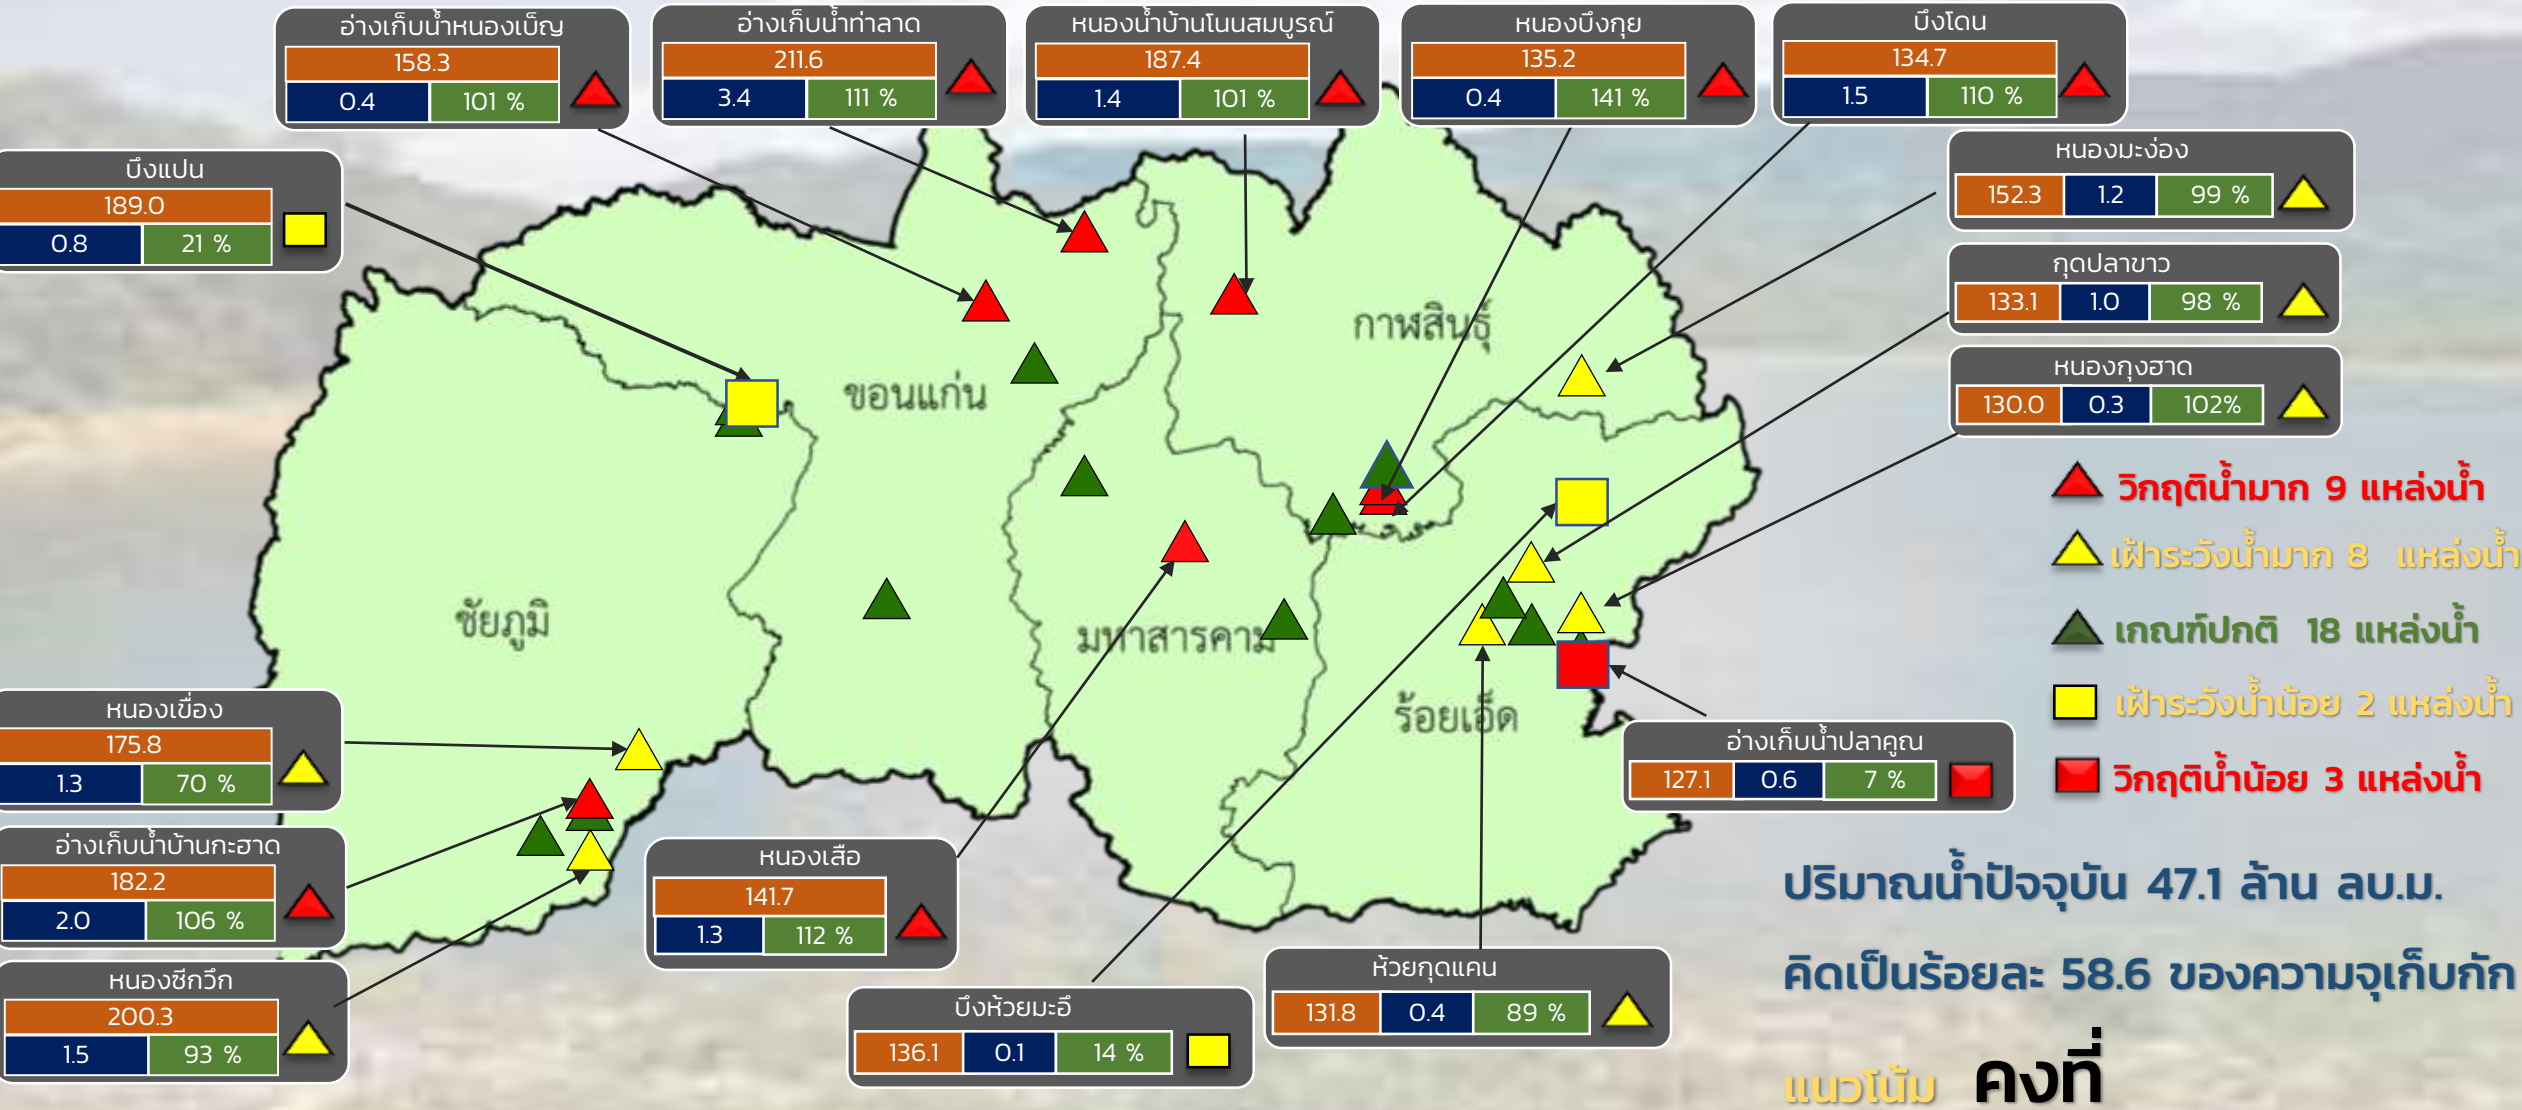 อ่างเก็บน้ำหนองเบ็ญ
158.3
0.4 101 %
อ่างเก็บน้ำท่าลาด
211.6
3.4 111 %
หนองน้ำบ้านโนนสมบูรณ์
187.4
1.4 101 %
หนองบึงกุย
135.2
0.4 141 %
บึงโดน
134.7
1.5 110 %
บึงแปน
189.0
0.8 21 %
หนองมะง่อง
152.3 1.2 99 %
กุดปลาขาว
133.1 1.0 98 %
หนองกุงฮาด
130.0 0.3 102%
กาฬสินธุ์
ขอนแก่น
ชัยภูมิ
มหาสารคาม
ร้อยเอ็ด
วิกฤติน้ำมาก 9 แหล่งน้ำ
เฝ้าระวังน้ำมาก 8 แหล่งน้ำ
เกณฑ์ปกติ 18 แหล่งน้ำ
เฝ้าระวังน้ำน้อย 2 แหล่งน้ำ
วิกฤติน้ำน้อย 3 แหล่งน้ำ
หนองเขื่อง
175.8
1.3 70 %
อ่างเก็บน้ำบ้านกะฮาด
182.2
2.0 106 %
หนองซีกวึก
200.3
1.5 93 %
หนองเสือ
141.7
1.3 112 %
บึงห้วยมะอึ
136.1 0.1 14 %
ห้วยกุดแคน
131.8 0.4 89 %
อ่างเก็บน้ำปลาคูณ
127.1 0.6 7 %
ปริมาณน้ำปัจจุบัน 47.1 ล้าน ลบ.ม.
คิดเป็นร้อยละ 58.6 ของความจุเก็บกัก
แนวโน้ม คงที่